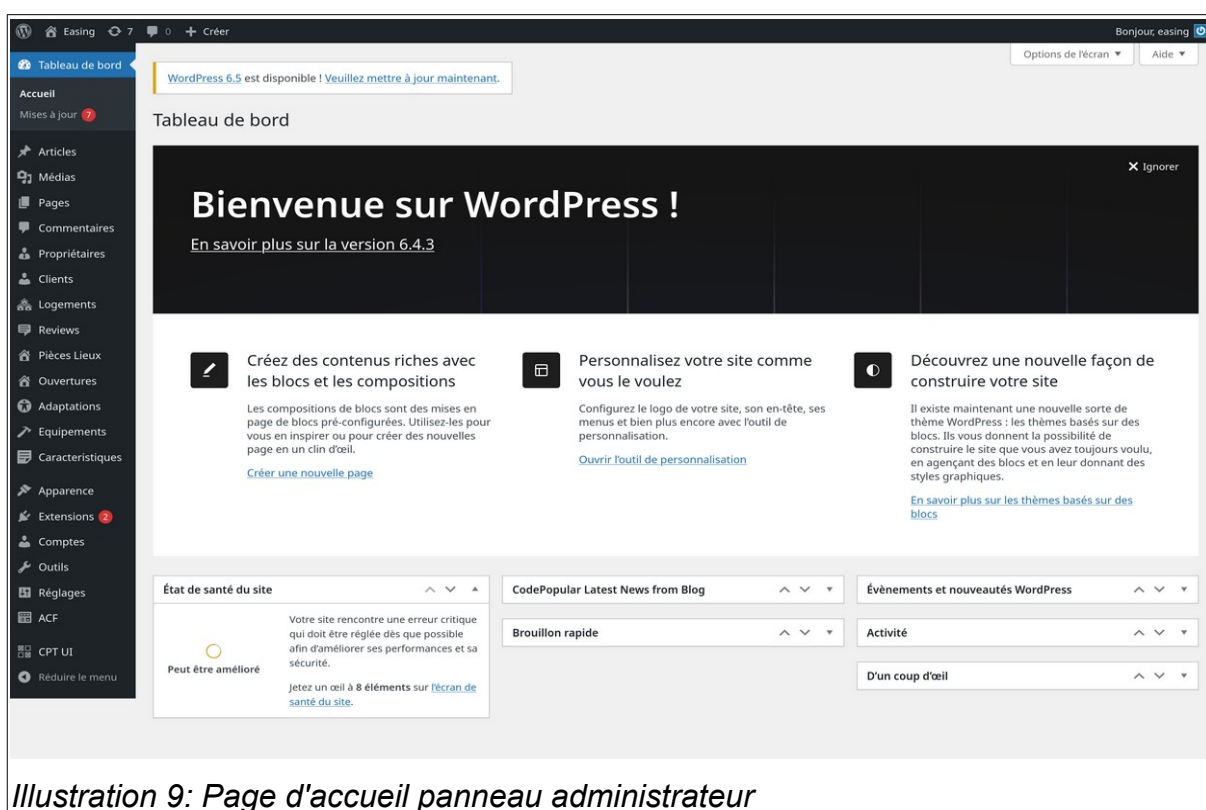 Easing 7 0 + Créer
Bonjour, easing
Tableau de bord
Accueil
Mises à jour 7
Articles
Médias
Pages
Commentaires
Propriétaires
Clients
Logements
Reviews
Pièces Lieux
Ouvertures
Adaptations
Equipements
Caracteristiques
Apparence
Extensions 2
Comptes
Outils
Réglages
ACF
CPT UI
Réduire le menu
Options de l'écran ▼
Aide ▼
WordPress 6.5 est disponible ! Veuillez mettre à jour maintenant.
Tableau de bord
Ignorer
Bienvenue sur WordPress !
En savoir plus sur la version 6.4.3
Créez des contenus riches avec
les blocs et les compositions
Les compositions de blocs sont des mises en
page de blocs pré-configurées. Utilisez-les pour
vous en inspirer ou pour créer des nouvelles
page en un clin d'œil.
Créer une nouvelle page
Personnalisez votre site comme
vous le voulez
Configurez le logo de votre site, son en-tête, ses
menus et bien plus encore avec l'outil de
personnalisation.
Ouvrir l'outil de personnalisation
Découvrez une nouvelle façon de
construire votre site
Il existe maintenant une nouvelle sorte de
thème WordPress : les thèmes basés sur des
blocs. Ils vous donnent la possibilité de
construire le site que vous avez toujours voulu,
en agençant des blocs et en leur donnant des
styles graphiques.
En savoir plus sur les thèmes basés sur des
blocs
État de santé du site
Peut être amélioré
Votre site rencontre une erreur critique
qui doit être réglée dès que possible
afin d'améliorer ses performances et sa
sécurité.
Jetez un œil à 8 éléments sur l'écran de
santé du site.
CodePopular Latest News from Blog
Brouillon rapide
Évènements et nouveautés WordPress
Activité
D'un coup d'œil
Illustration 9: Page d'accueil panneau administrateur